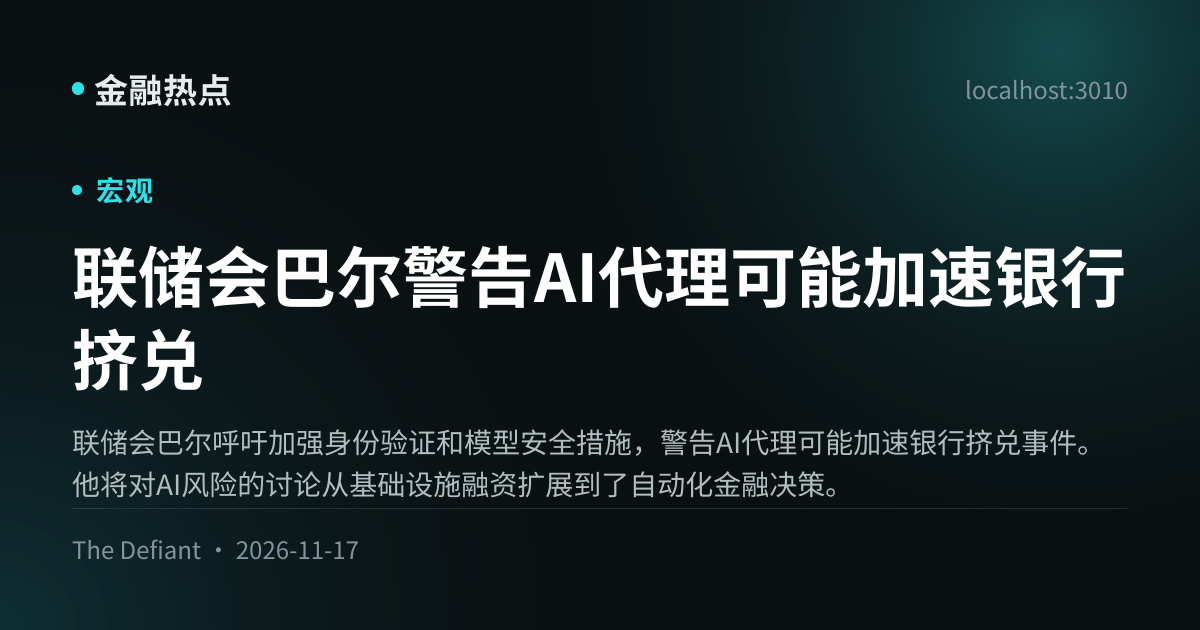 金融热点
localhost:3010
宏观
联储会巴尔警告AI代理可能加速银行
挤兑
联储会巴尔呼吁加强身份验证和模型安全措施，警告AI代理可能加速银行挤兑事件。
他将对AI风险的讨论从基础设施融资扩展到了自动化金融决策。
The Defiant • 2026-11-17